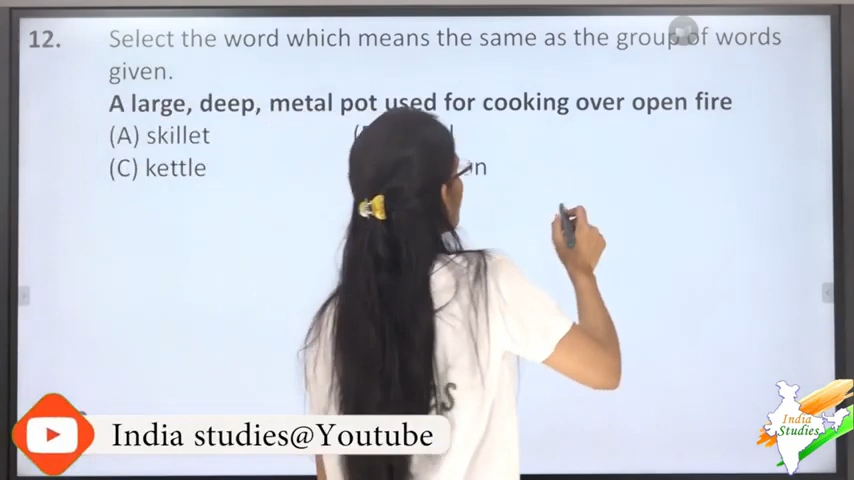 12. Select the word which means the same as the group of words
given.
A large, deep, metal pot used for cooking over open fire
(A) skillet
(C) kettle
India studies@Youtube
India
Studies